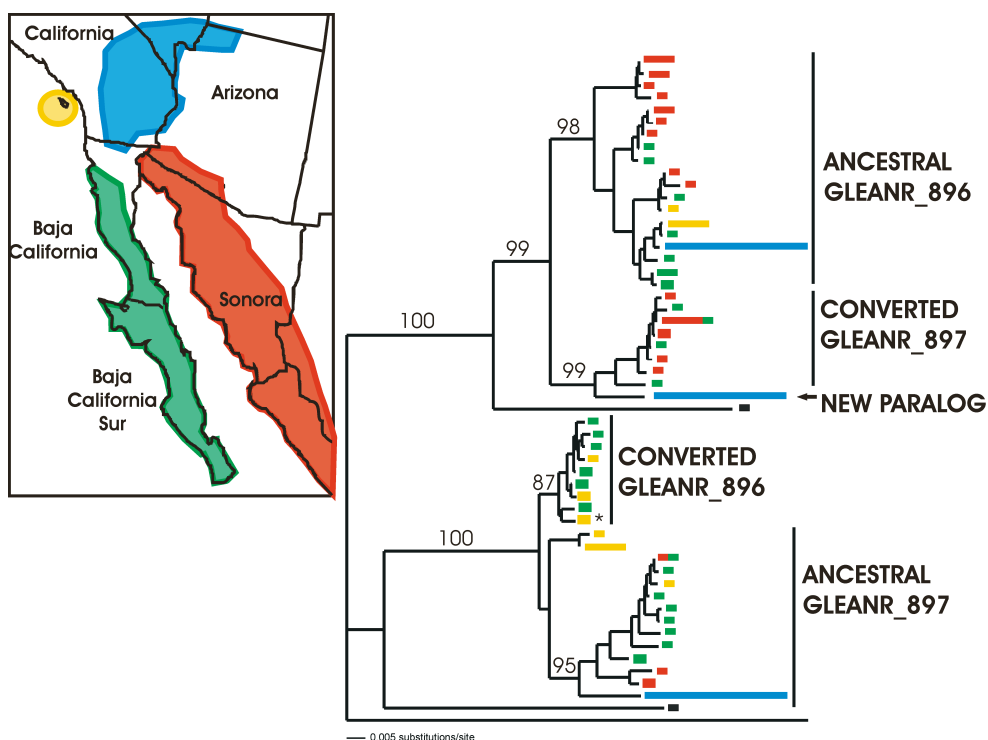 California
Arizona
Baja
California
Sonora
Baja
California
Sur
98
ANCESTRAL
GLEANR_896
99
100
CONVERTED
GLEANR_897
99
NEW PARALOG
CONVERTED
GLEANR_896
87
*
100
ANCESTRAL
GLEANR_897
95
0.005 substitutions/site